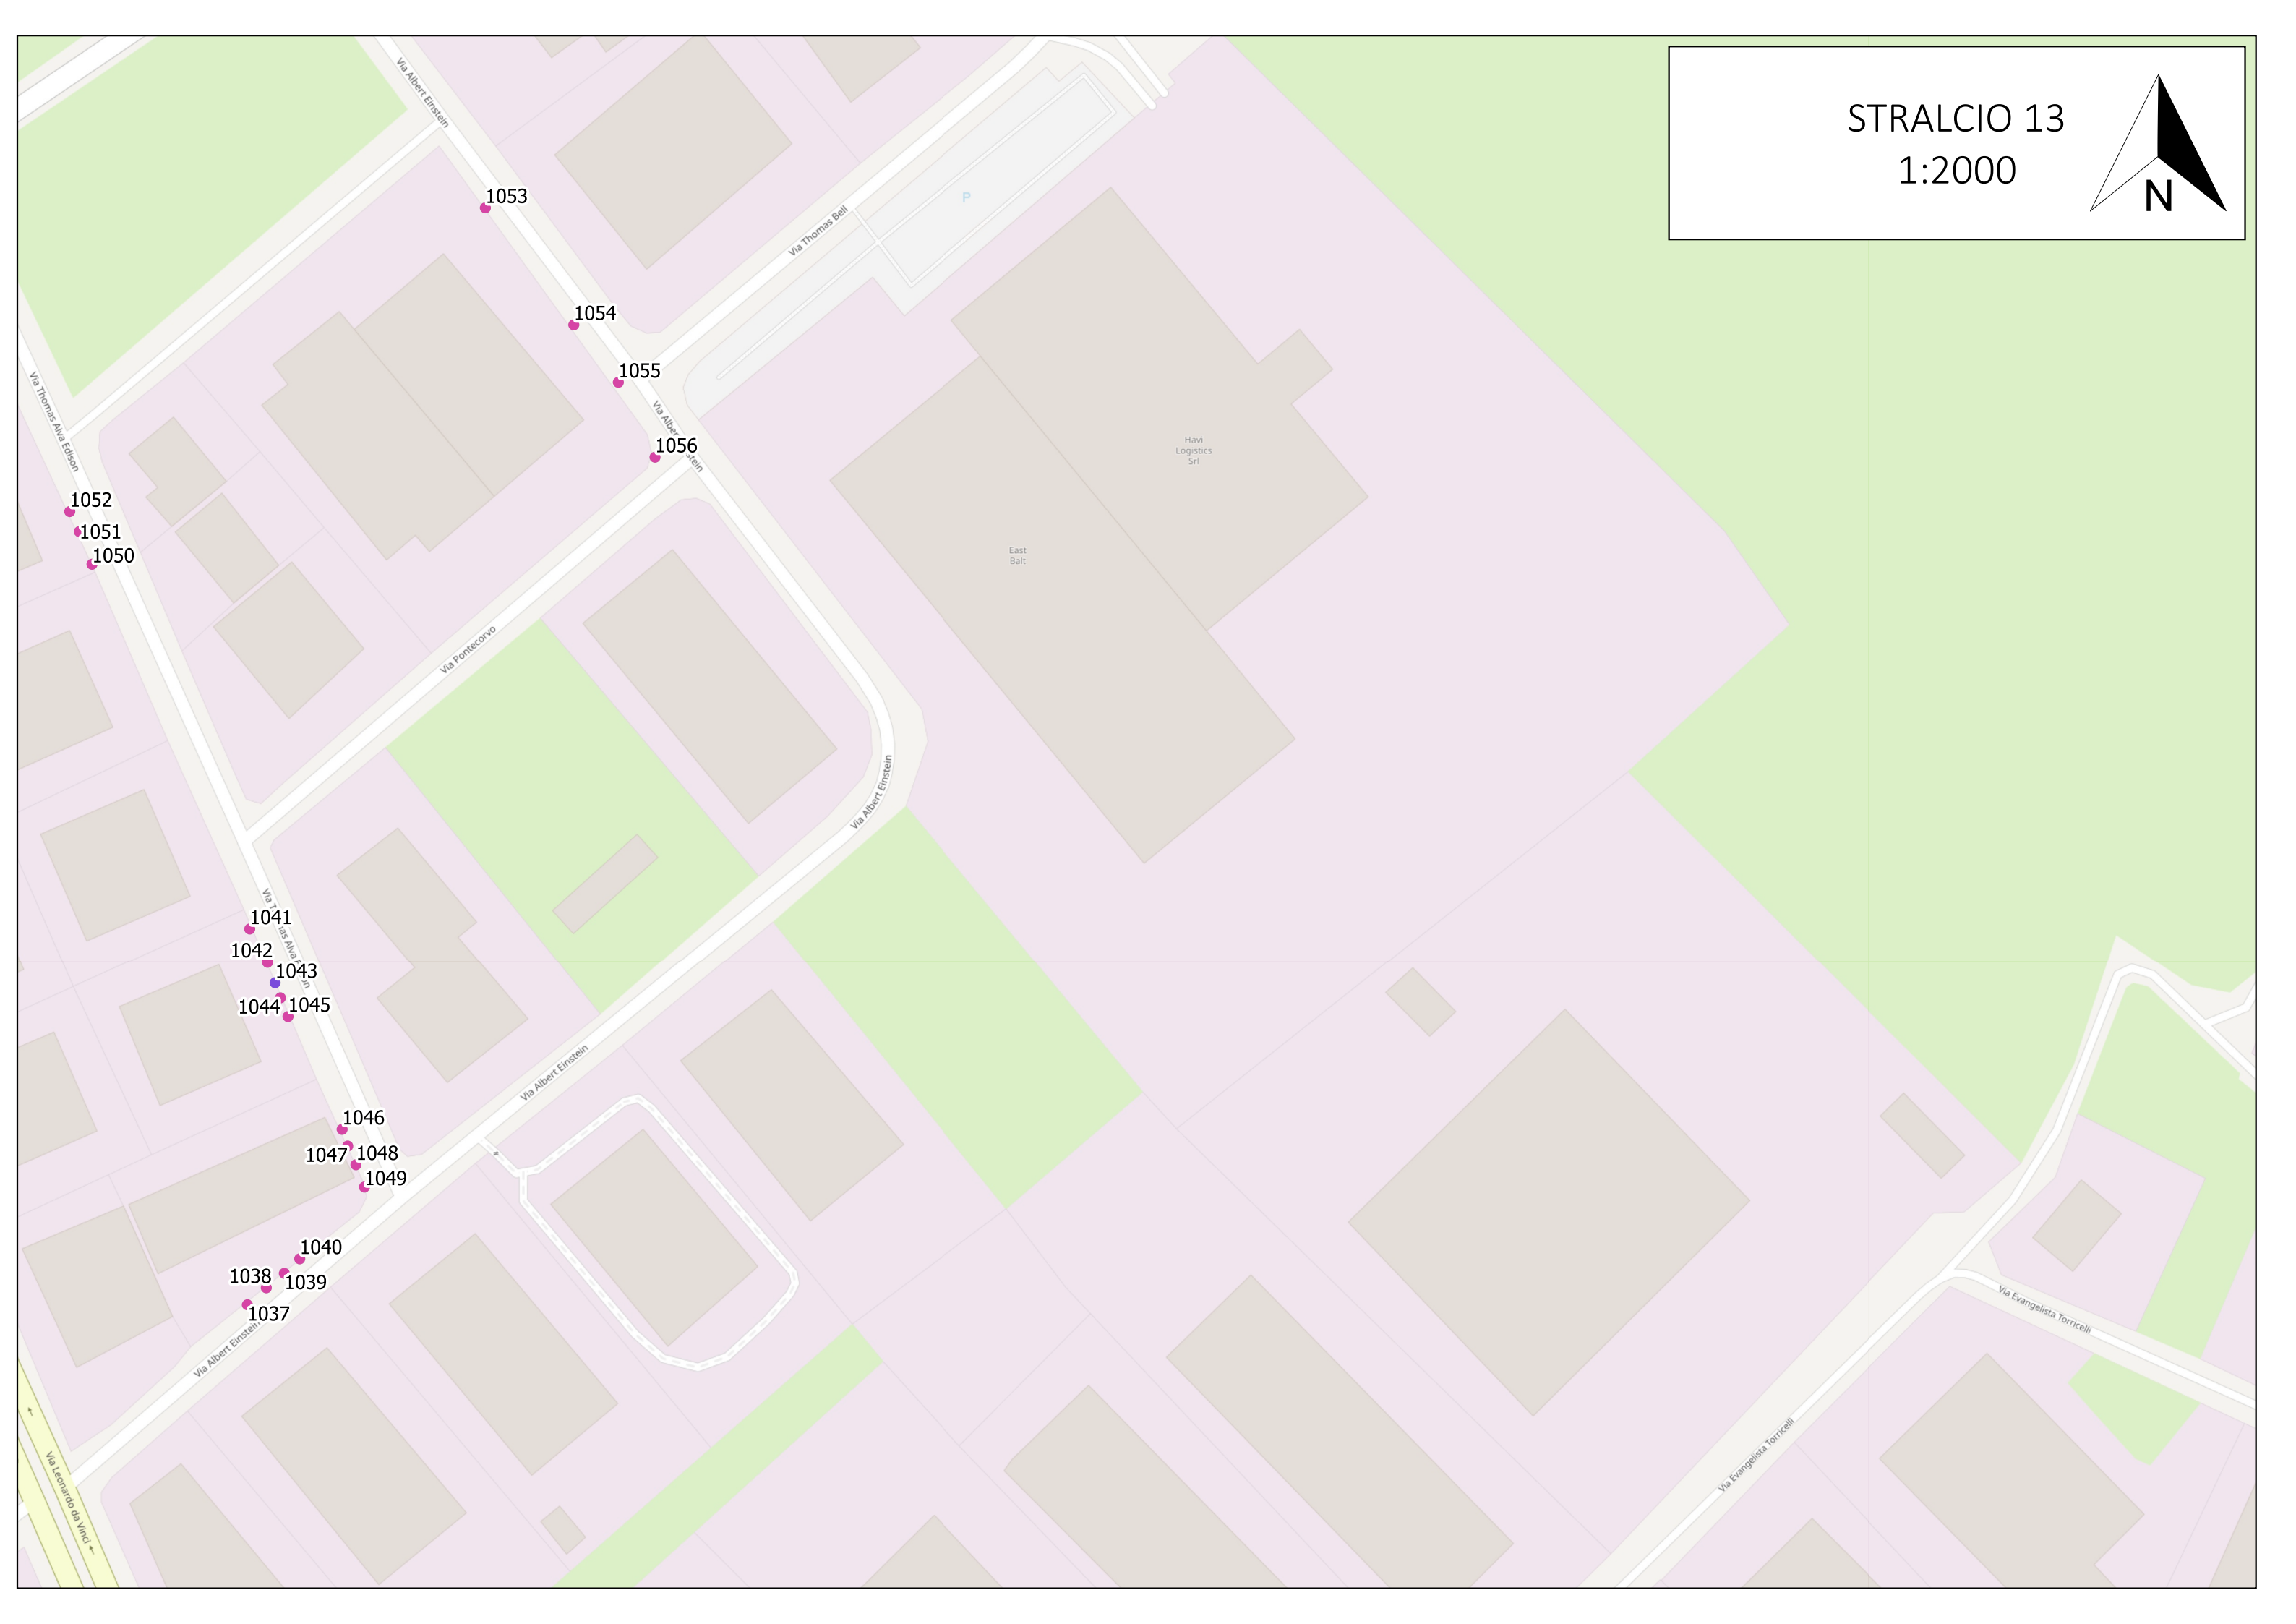 STRALCIO 13
1:2000
N
Via Albert Einstein
1053
P
Via Thomas Bell
1054
1055
Via Thomas Alva Edison
1056
Havi
Logistics
Srl
1052
1051
1050
East
Balt
Via Pontecorvo
Via Albert Einstein
1041
1042
1043
1044
1045
Via Albert Einstein
1046
1047
1048
1049
1040
1038
1039
1037
Via Albert Einstein
Via Evangelista Torricelli
Via Evangelista Torricelli
Via Leonardo da Vinci